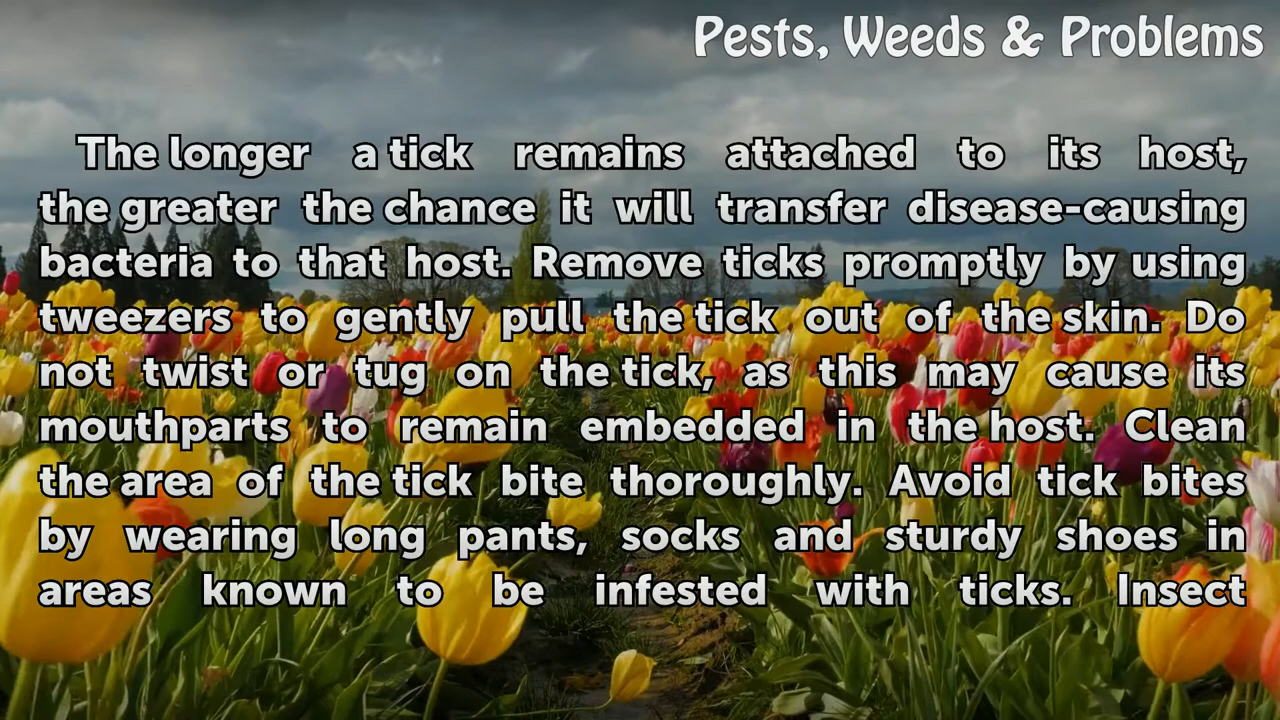 Pests, Weeds & Problems
The longer a tick remains attached to its host,
the greater the chance it will transfer disease-causing
bacteria to that host. Remove ticks promptly by using
tweezers to gently pull the tick out of the skin. Do
not twist or tug on the tick, as this may cause its
mouthparts to remain embedded in the host. Clean
the area of the tick bite thoroughly. Avoid tick bites
by wearing long pants, socks and sturdy shoes in
areas known to be infested with ticks. Insect